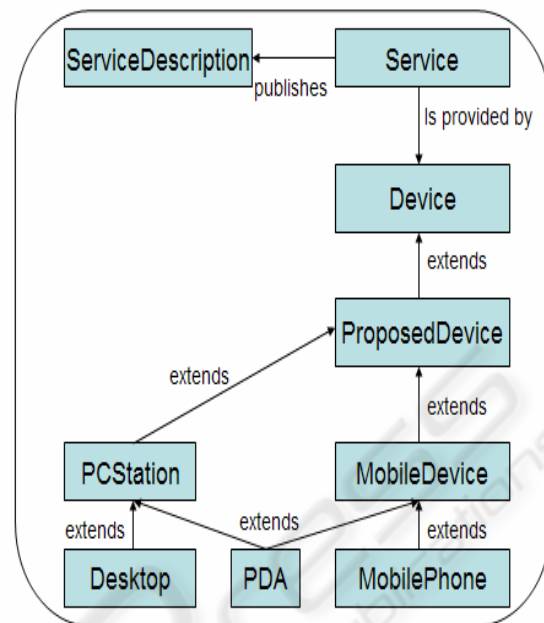 ServiceDescription
Service
publishes
Is provided by
Device
extends
ProposedDevice
extends
extends
PCStation
MobileDevice
extends
extends
extends
Desktop
PDA
MobilePhone